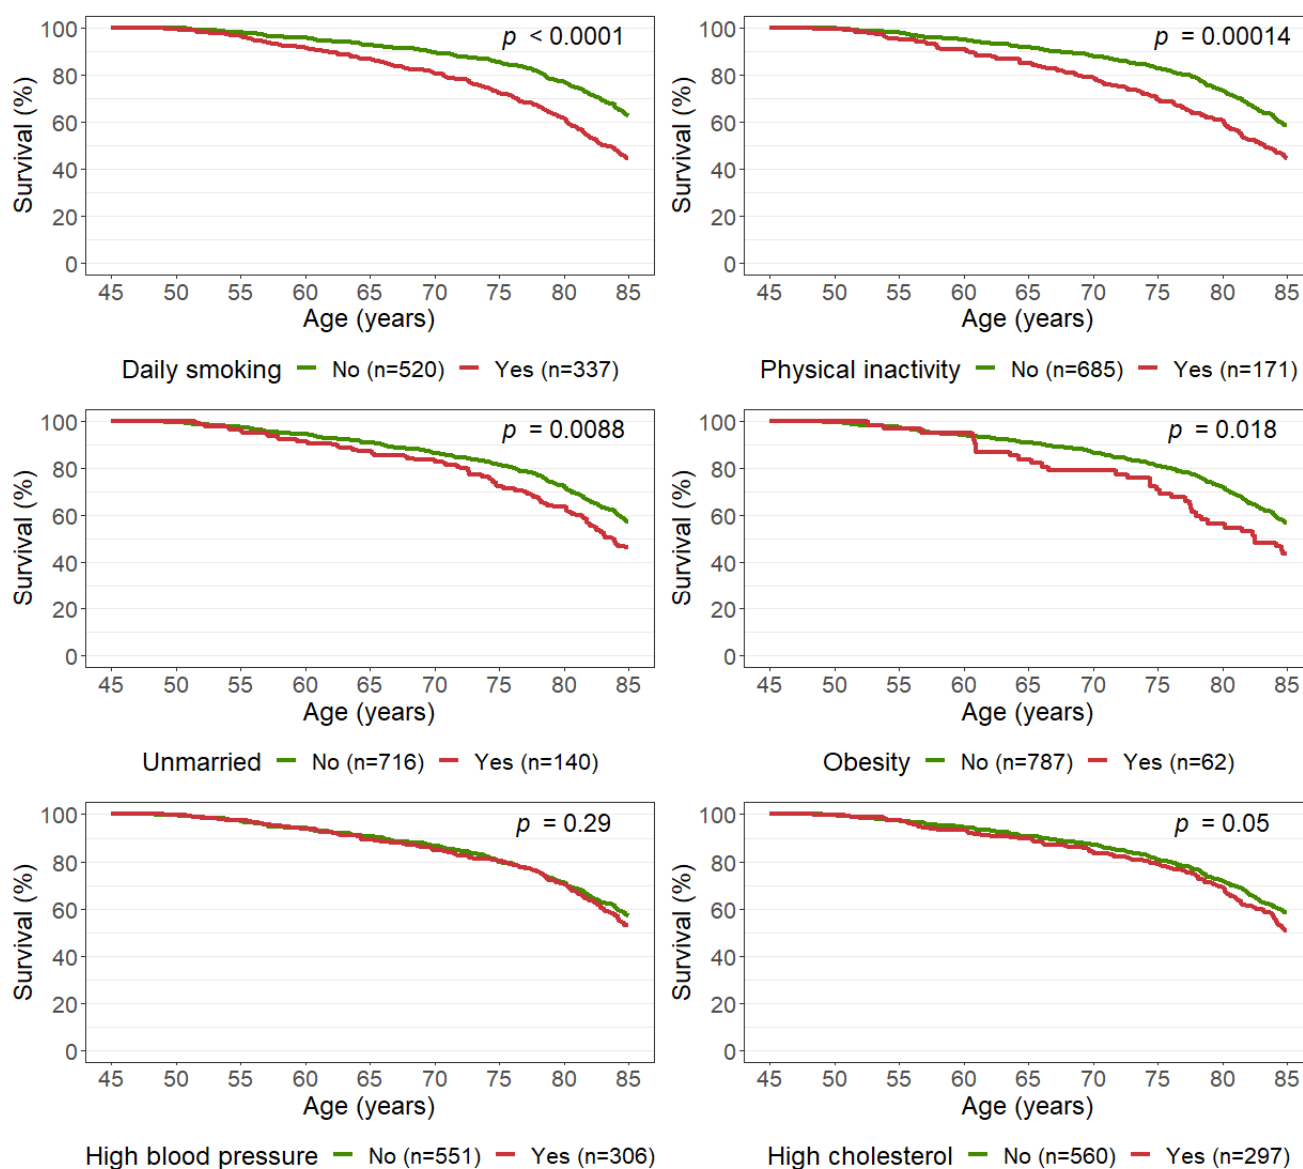 100
80
60
40
20
0
Survival (%)
p < 0.0001
45 50 55 60 65 70 75 80 85
Age (years)
Daily smoking No (n=520) Yes (n=337)
100
80
60
40
20
0
Survival (%)
p = 0.00014
45 50 55 60 65 70 75 80 85
Age (years)
Physical inactivity No (n=685) Yes (n=171)
100
80
60
40
20
0
Survival (%)
p = 0.0088
45 50 55 60 65 70 75 80 85
Age (years)
Unmarried No (n=716) Yes (n=140)
100
80
60
40
20
0
Survival (%)
p = 0.018
45 50 55 60 65 70 75 80 85
Age (years)
Obesity No (n=787) Yes (n=62)
100
80
60
40
20
0
Survival (%)
p = 0.29
45 50 55 60 65 70 75 80 85
Age (years)
High blood pressure No (n=551) Yes (n=306)
100
80
60
40
20
0
Survival (%)
p = 0.05
45 50 55 60 65 70 75 80 85
Age (years)
High cholesterol No (n=560) Yes (n=297)